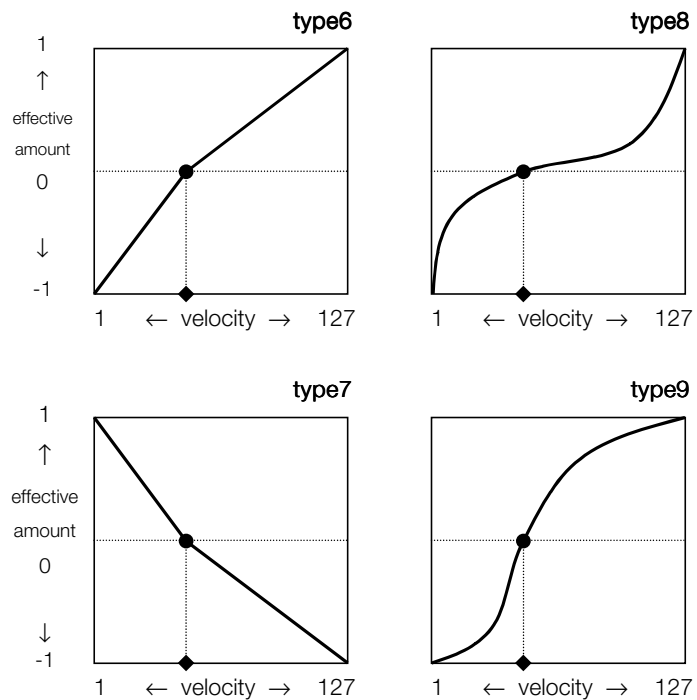 type6
1
↑
effective
amount
0
↓
-1
1 ← velocity → 127
type8
1 ← velocity → 127
type7
1
↑
effective
amount
0
↓
-1
1 ← velocity → 127
type9
1 ← velocity → 127